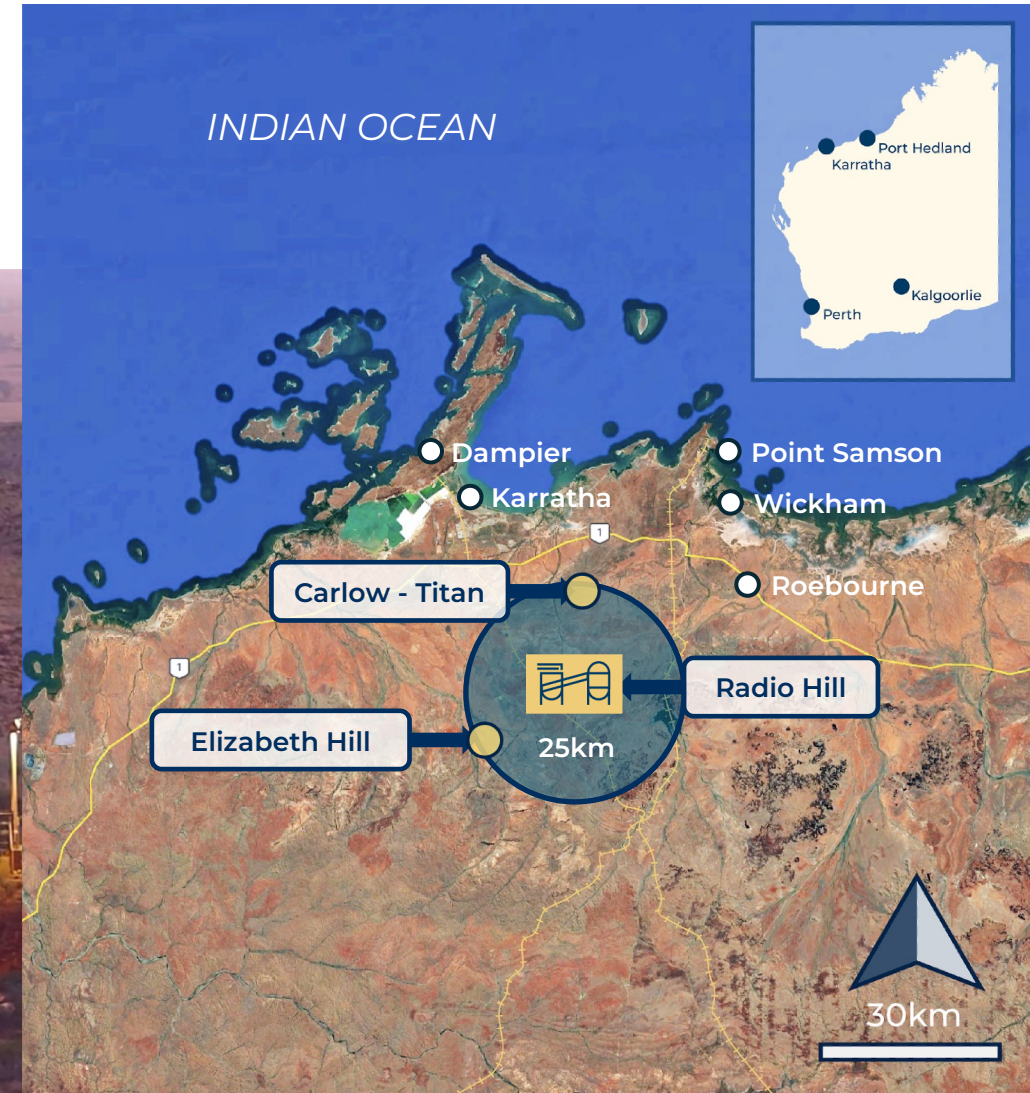 INDIAN OCEAN
Port Hedland
Karratha
Kalgoorlie
Perth
Dampier
Point Samson
Karratha
Wickham
1
Carlow - Titan
Roebourne
1
Radio Hill
Elizabeth Hill
25km
30km